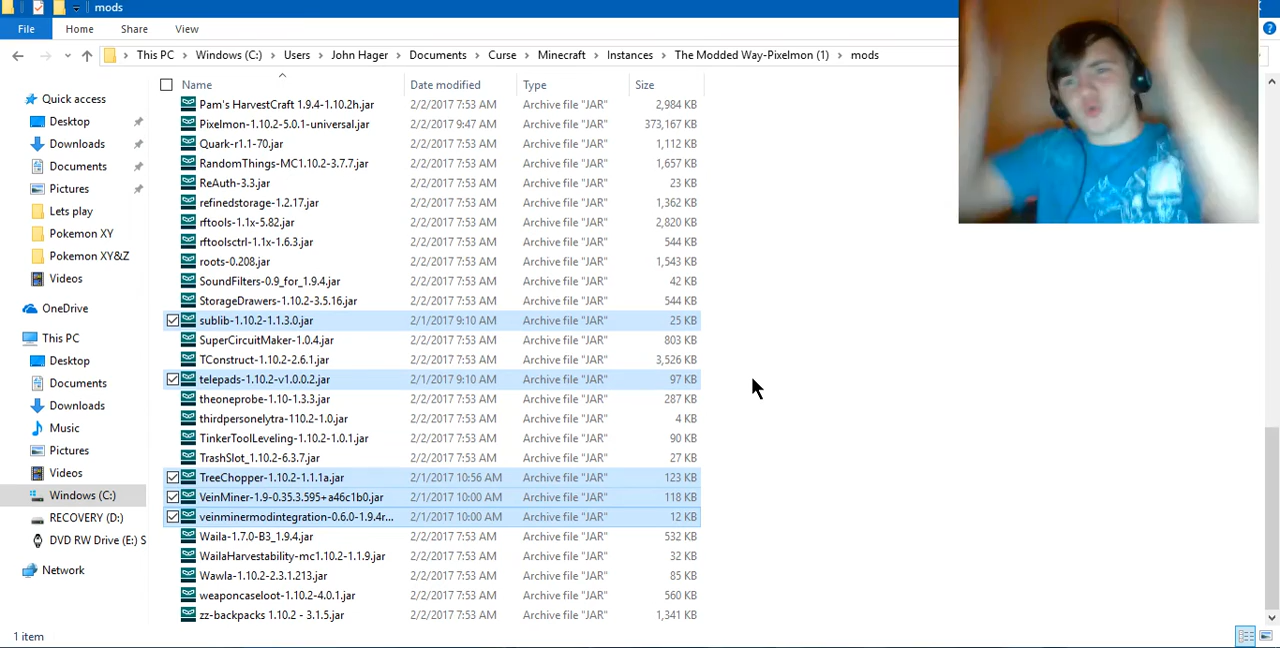 mods
File Home Share View
This PC Windows (C:) Users John Hager Documents Curse Minecraft Instances The Modded Way-Pixelmon (1) mods
Name Date modified Type Size
Quick access
Desktop
Downloads
Documents
Pictures
Lets play
Pokemon XY
Pokemon XY&Z
Videos
OneDrive
This PC
Desktop
Documents
Downloads
Music
Pictures
Videos
Windows (C:)
RECOVERY (D:)
DVD RW Drive (E:) S
Network
Pam's HarvestCraft 1.9.4-1.10.2h.jar 2/2/2017 7:53 AM Archive file "JAR" 2,984 KB
Pixelmon-1.10.2-5.0.1-universal.jar 2/2/2017 9:47 AM Archive file "JAR" 373,167 KB
Quark-r1.1-70.jar 2/2/2017 7:53 AM Archive file "JAR" 1,112 KB
RandomThings-MC1.10.2-3.7.7.jar 2/2/2017 7:53 AM Archive file "JAR" 1,657 KB
ReAuth-3.3.jar 2/2/2017 7:53 AM Archive file "JAR" 23 KB
refinedstorage-1.2.17.jar 2/2/2017 7:53 AM Archive file "JAR" 1,362 KB
rftools-1.1x-5.82.jar 2/2/2017 7:53 AM Archive file "JAR" 2,820 KB
rftoolsctrl-1.1x-1.6.3.jar 2/2/2017 7:53 AM Archive file "JAR" 544 KB
roots-0.208.jar 2/2/2017 7:53 AM Archive file "JAR" 1,543 KB
SoundFilters-0.9_for_1.9.4.jar 2/2/2017 7:53 AM Archive file "JAR" 42 KB
StorageDrawers-1.10.2-3.5.16.jar 2/2/2017 7:53 AM Archive file "JAR" 544 KB
sublib-1.10.2-1.1.3.0.jar 2/1/2017 9:10 AM Archive file "JAR" 25 KB
SuperCircuitMaker-1.0.4.jar 2/2/2017 7:53 AM Archive file "JAR" 803 KB
TConstruct-1.10.2-2.6.1.jar 2/2/2017 7:53 AM Archive file "JAR" 3,526 KB
telepads-1.10.2-v1.0.0.2.jar 2/1/2017 9:10 AM Archive file "JAR" 97 KB
theoneprobe-1.10-1.3.3.jar 2/2/2017 7:53 AM Archive file "JAR" 287 KB
thirdpersonelytra-110.2-1.0.jar 2/2/2017 7:53 AM Archive file "JAR" 4 KB
TinkerToolLeveling-1.10.2-1.0.1.jar 2/2/2017 7:53 AM Archive file "JAR" 90 KB
TrashSlot_1.10.2-6.3.7.jar 2/2/2017 7:53 AM Archive file "JAR" 27 KB
TreeChopper-1.10.2-1.1.1a.jar 2/1/2017 10:56 AM Archive file "JAR" 123 KB
VeinMiner-1.9-0.35.3.595+a46c1b0.jar 2/1/2017 10:00 AM Archive file "JAR" 118 KB
veinminermodintegration-0.6.0-1.9.4r... 2/1/2017 10:00 AM Archive file "JAR" 12 KB
Waila-1.7.0-B3_1.9.4.jar 2/2/2017 7:53 AM Archive file "JAR" 532 KB
WailaHarvestability-mc1.10.2-1.1.9.jar 2/2/2017 7:53 AM Archive file "JAR" 32 KB
Wawla-1.10.2-2.3.1.213.jar 2/2/2017 7:53 AM Archive file "JAR" 85 KB
weaponcaseloot-1.10.2-4.0.1.jar 2/2/2017 7:53 AM Archive file "JAR" 560 KB
zz-backpacks 1.10.2 - 3.1.5.jar 2/2/2017 7:53 AM Archive file "JAR" 1,341 KB
1 item